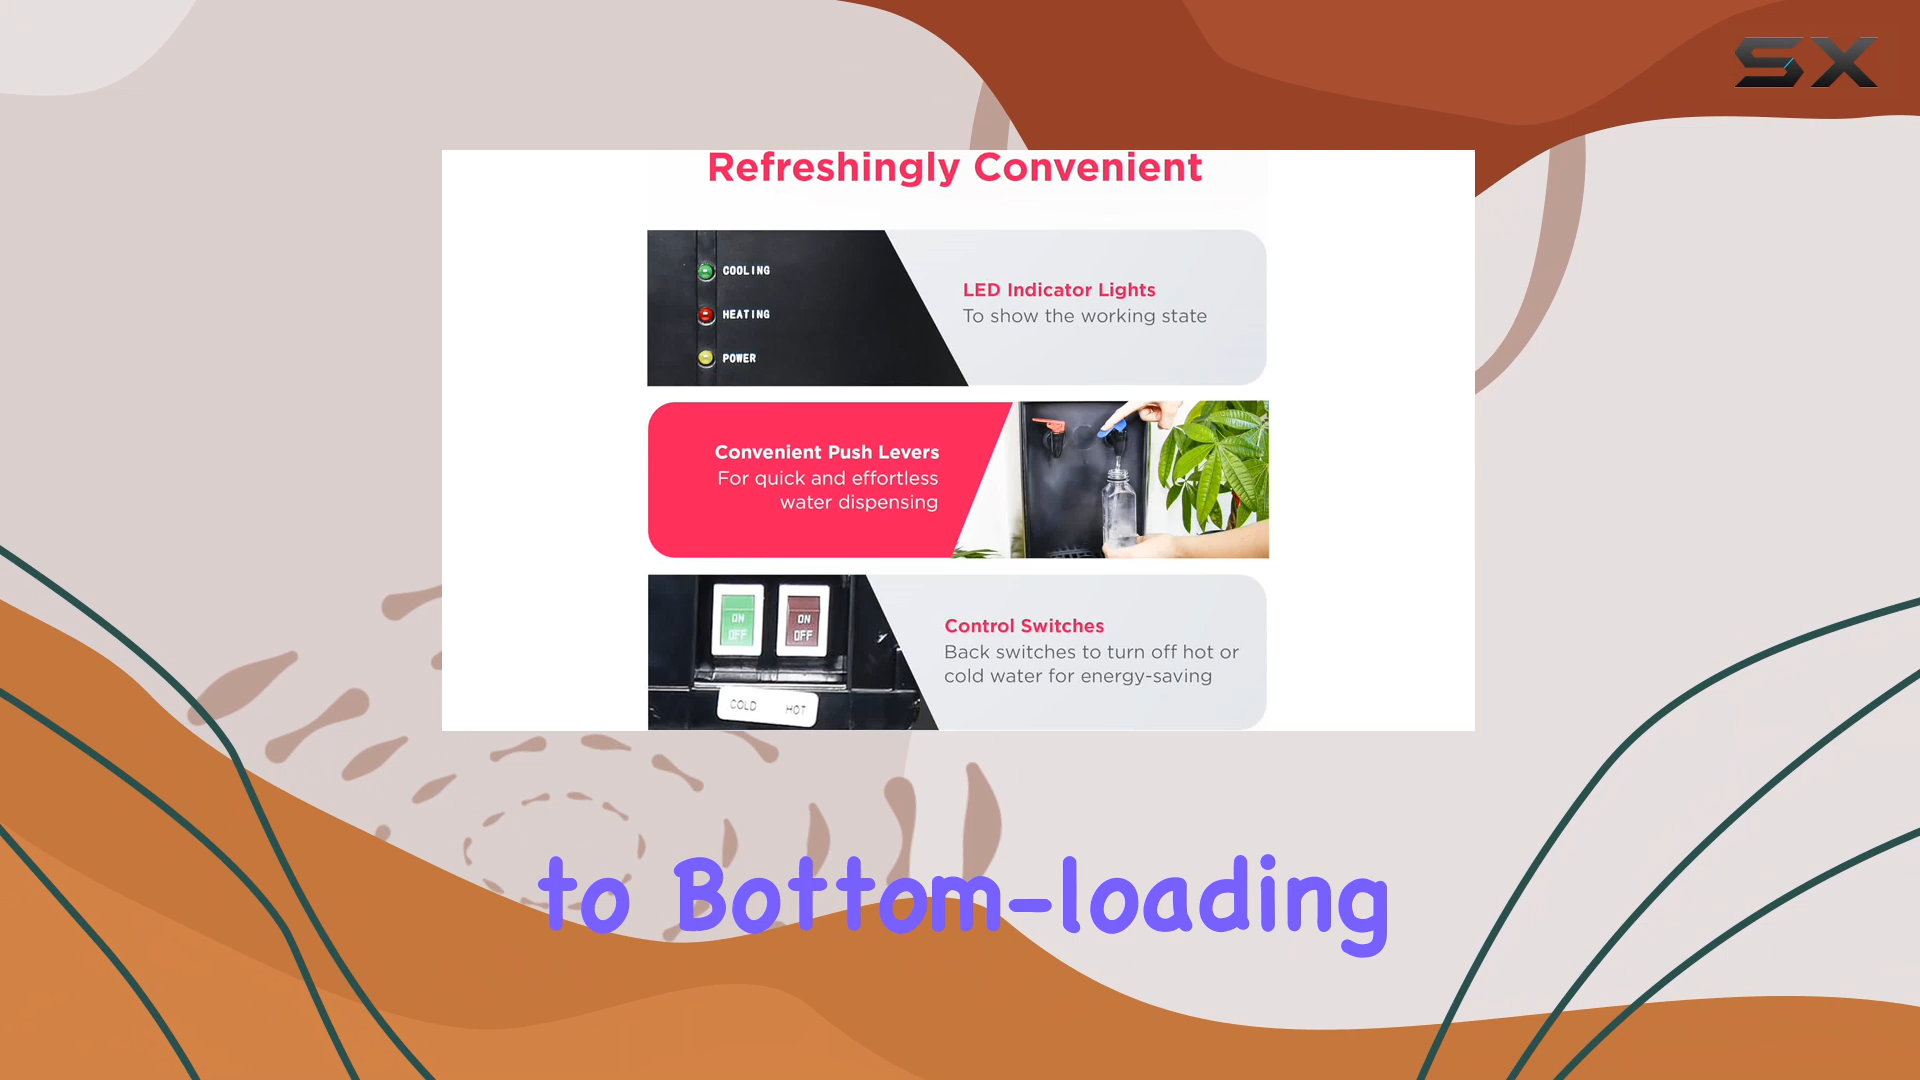 SX
Refreshingly Convenient
COOLING
HEATING
POWER
LED Indicator Lights
To show the working state
Convenient Push Levers
For quick and effortless
water dispensing
ON
OFF
ON
OFF
COLD HOT
Control Switches
Back switches to turn off hot or
cold water for energy-saving
to Bottom-loading